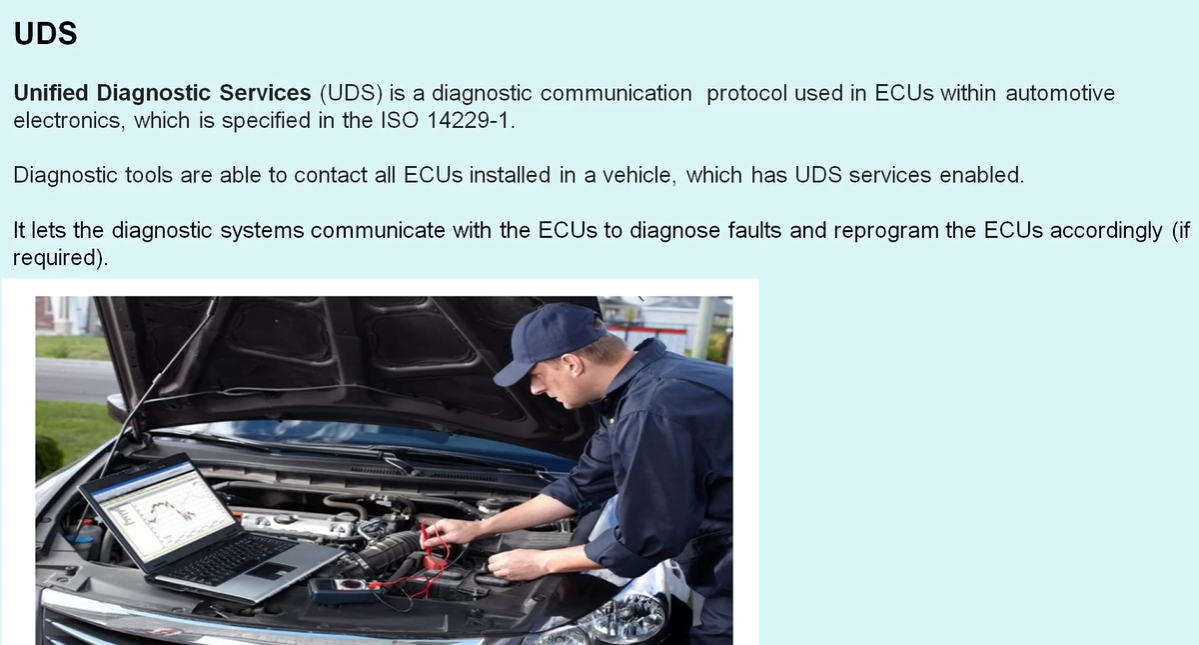 UDS
Unified Diagnostic Services (UDS) is a diagnostic communication protocol used in ECUs within automotive
electronics, which is specified in the ISO 14229-1.
Diagnostic tools are able to contact all ECUs installed in a vehicle, which has UDS services enabled.
It lets the diagnostic systems communicate with the ECUs to diagnose faults and reprogram the ECUs accordingly (if
required).